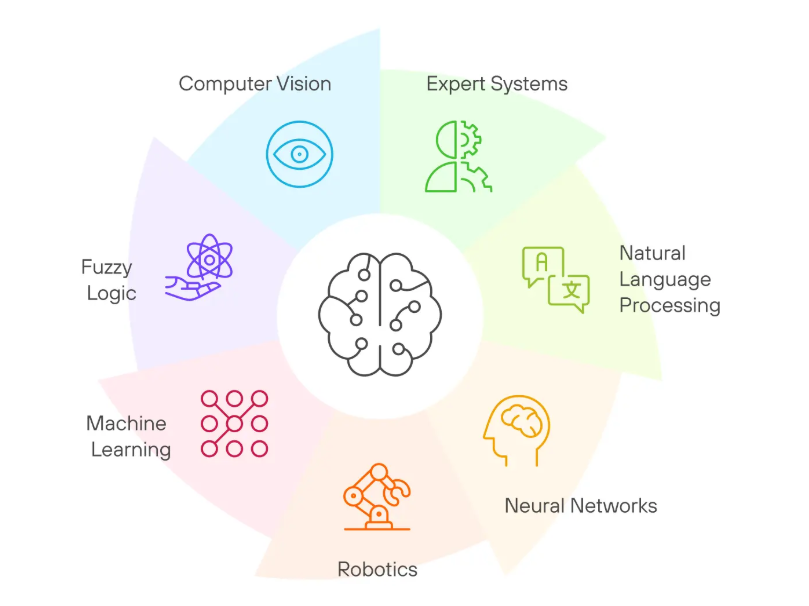 Computer Vision
Expert Systems
A
文
Natural
Language
Processing
Fuzzy
Logic
Machine
Learning
Neural Networks
Robotics